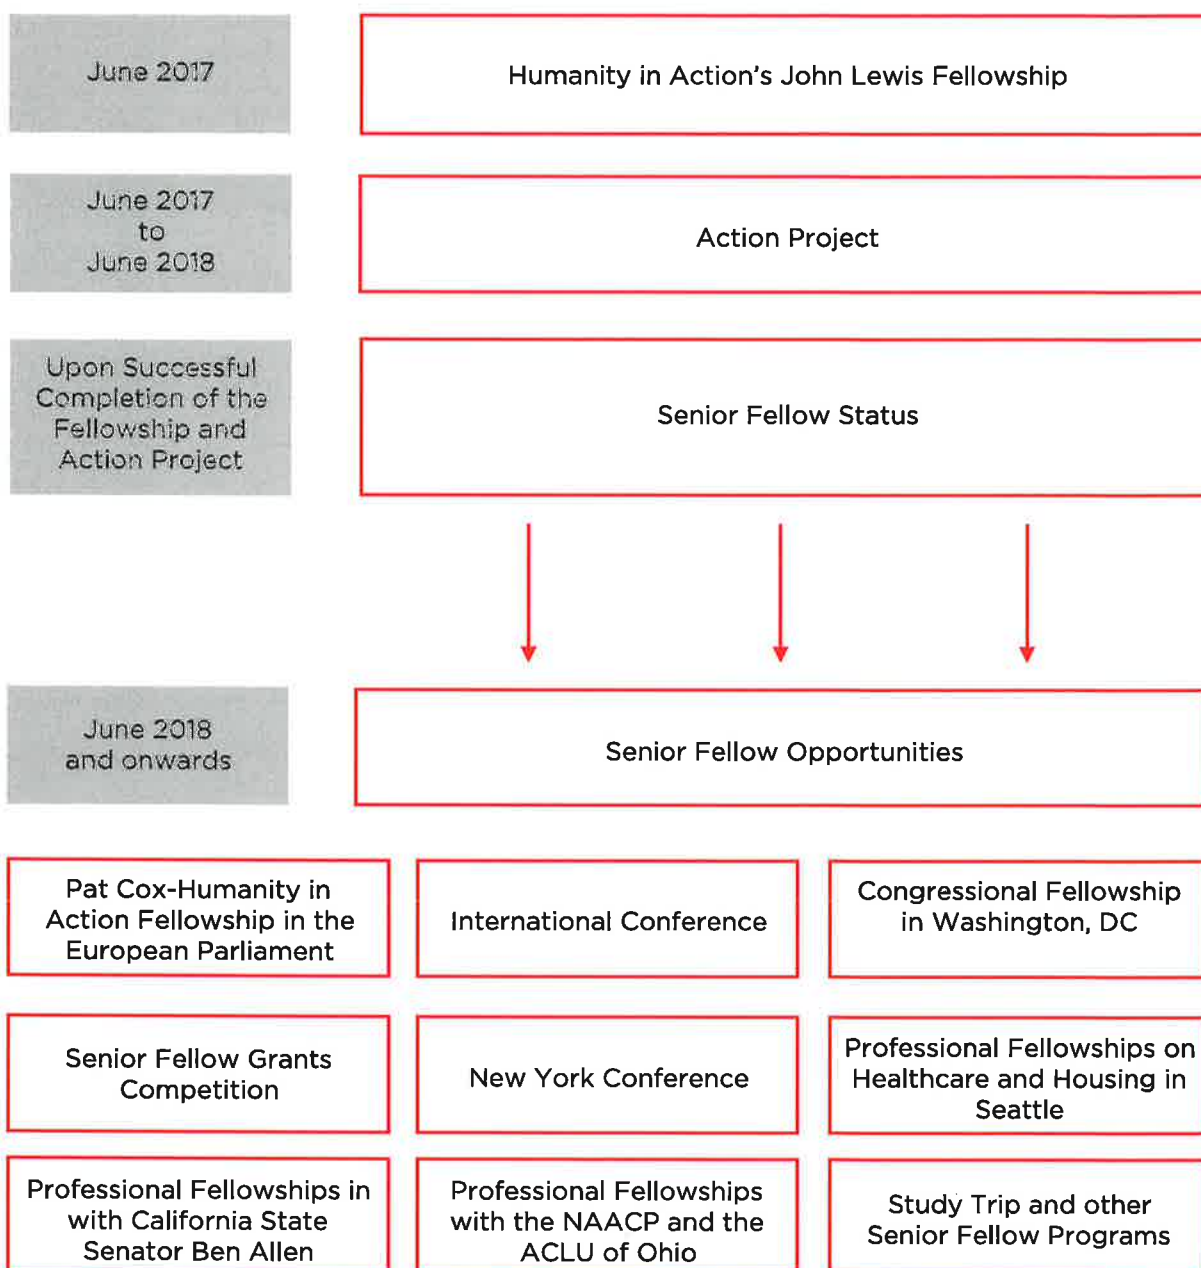 June 2017
Humanity in Action's John Lewis Fellowship
June 2017
to
June 2018
Action Project
Upon Successful
Completion of the
Fellowship and
Action Project
Senior Fellow Status
June 2018
and onwards
Senior Fellow Opportunities
Pat Cox-Humanity in
Action Fellowship in the
European Parliament
International Conference
Congressional Fellowship
in Washington, DC
Senior Fellow Grants
Competition
New York Conference
Professional Fellowships on
Healthcare and Housing in
Seattle
Professional Fellowships in
with California State
Senator Ben Allen
Professional Fellowships
with the NAACP and the
ACLU of Ohio
Study Trip and other
Senior Fellow Programs